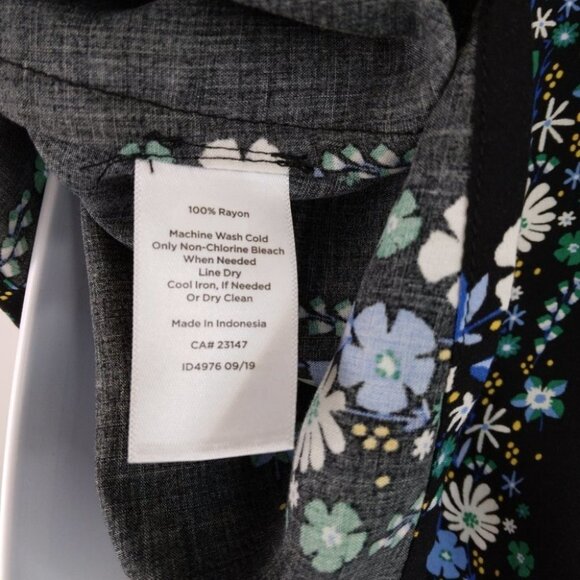 100% Rayon
Machine Wash Cold
Only Non-Chlorine Bleach
When Needed
Line Dry
Cool Iron, If Needed
Or Dry Clean
Made In Indonesia
CA# 23147
ID4976 09/19